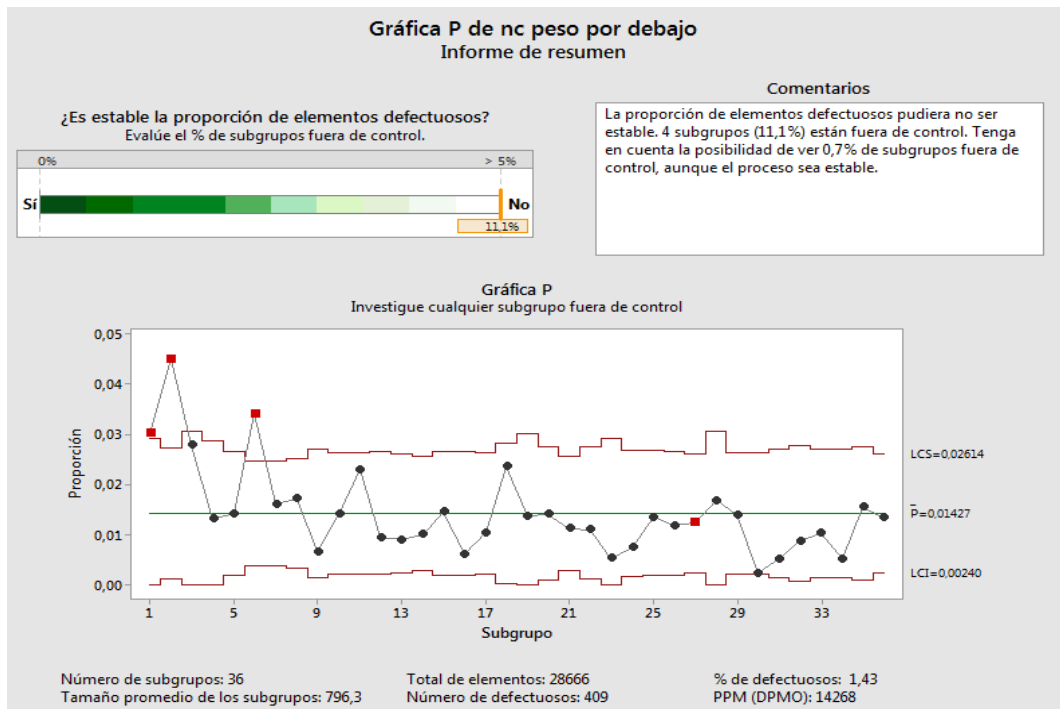 Gráfica P de nc peso por debajo
Informe de resumen
¿Es estable la proporción de elementos defectuosos?
Evalúe el % de subgrupos fuera de control.
0%
> 5%
Sí
No
11,1%
Comentarios
La proporción de elementos defectuosos pudiera no ser
estable. 4 subgrupos (11,1%) están fuera de control. Tenga
en cuenta la posibilidad de ver 0,7% de subgrupos fuera de
control, aunque el proceso sea estable.
Gráfica P
Investigue cualquier subgrupo fuera de control
Proporción
0,05
0,04
0,03
0,02
0,01
0,00
LCS=0,02614
P̄=0,01427
LCI=0,00240
1 5 9 13 17 21 25 29 33
Subgrupo
Número de subgrupos: 36
Tamaño promedio de los subgrupos: 796,3
Total de elementos: 28666
Número de defectuosos: 409
% de defectuosos: 1,43
PPM (DPMO): 14268